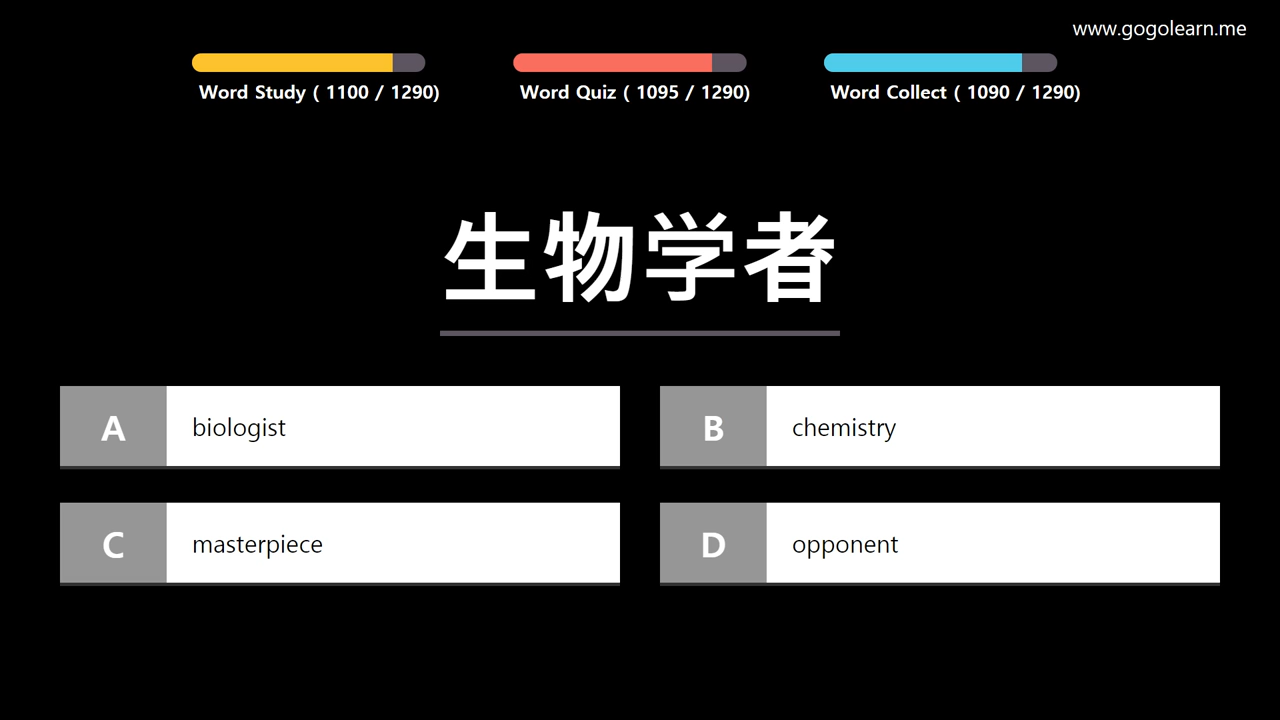 www.gogolearn.me
Word Study ( 1100 / 1290)
Word Quiz ( 1095 / 1290)
Word Collect ( 1090 / 1290)
生物学者
A biologist
B chemistry
C masterpiece
D opponent